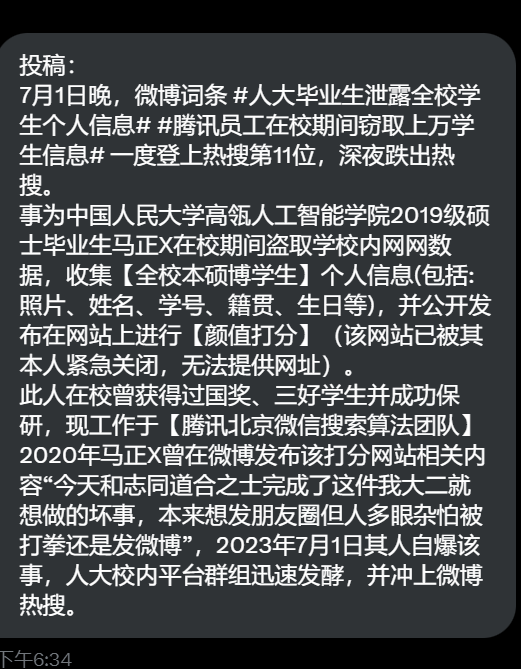 投稿：
7月1日晚，微博词条 #人大毕业生泄露全校学
生个人信息# #腾讯员工在校期间窃取上万学
生信息# 一度登上热搜第11位，深夜跌出热
搜。
事为中国人民大学高瓴人工智能学院2019级硕
士毕业生马正X在校期间盗取学校内网网数
据，收集【全校本硕博学生】个人信息(包括:
照片、姓名、学号、籍贯、生日等)，并公开发
布在网站上进行【颜值打分】（该网站已被其
本人紧急关闭，无法提供网址）。
此人在校曾获得过国奖、三好学生并成功保
研，现工作于【腾讯北京微信搜索算法团队】
2020年马正X曾在微博发布该打分网站相关内
容“今天和志同道合之士完成了这件我大二就
想做的坏事，本来想发朋友圈但人多眼杂怕被
打拳还是发微博”，2023年7月1日其人自爆该
事，人大校内平台群组迅速发酵，并冲上微博
热搜。
下午6:34